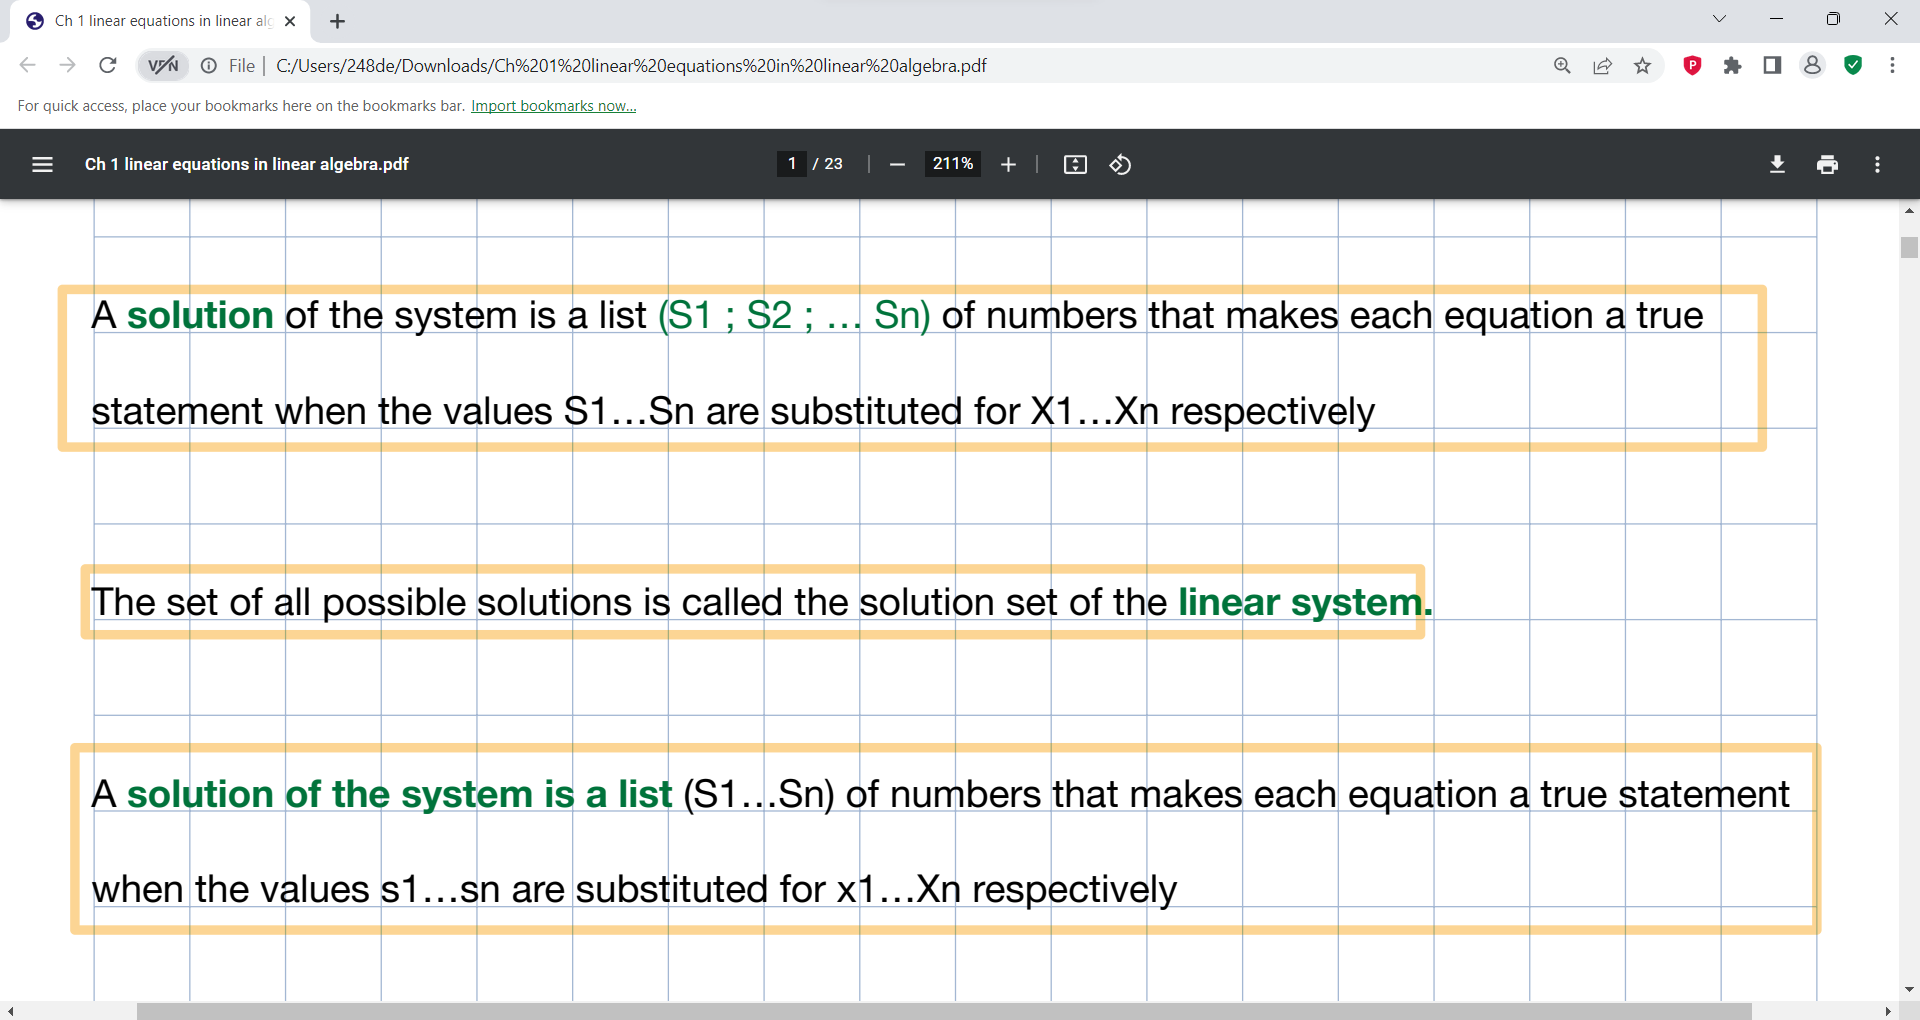 Ch 1 linear equations in linear alg
VPN File C:/Users/248de/Downloads/Ch%201%20linear%20equations%20in%20linear%20algebra.pdf
For quick access, place your bookmarks here on the bookmarks bar. Import bookmarks now...
Ch 1 linear equations in linear algebra.pdf 1 / 23 211%
A solution of the system is a list (S1 ; S2 ; … Sn) of numbers that makes each equation a true
statement when the values S1…Sn are substituted for X1…Xn respectively
The set of all possible solutions is called the solution set of the linear system.
A solution of the system is a list (S1…Sn) of numbers that makes each equation a true statement
when the values s1…sn are substituted for x1…Xn respectively